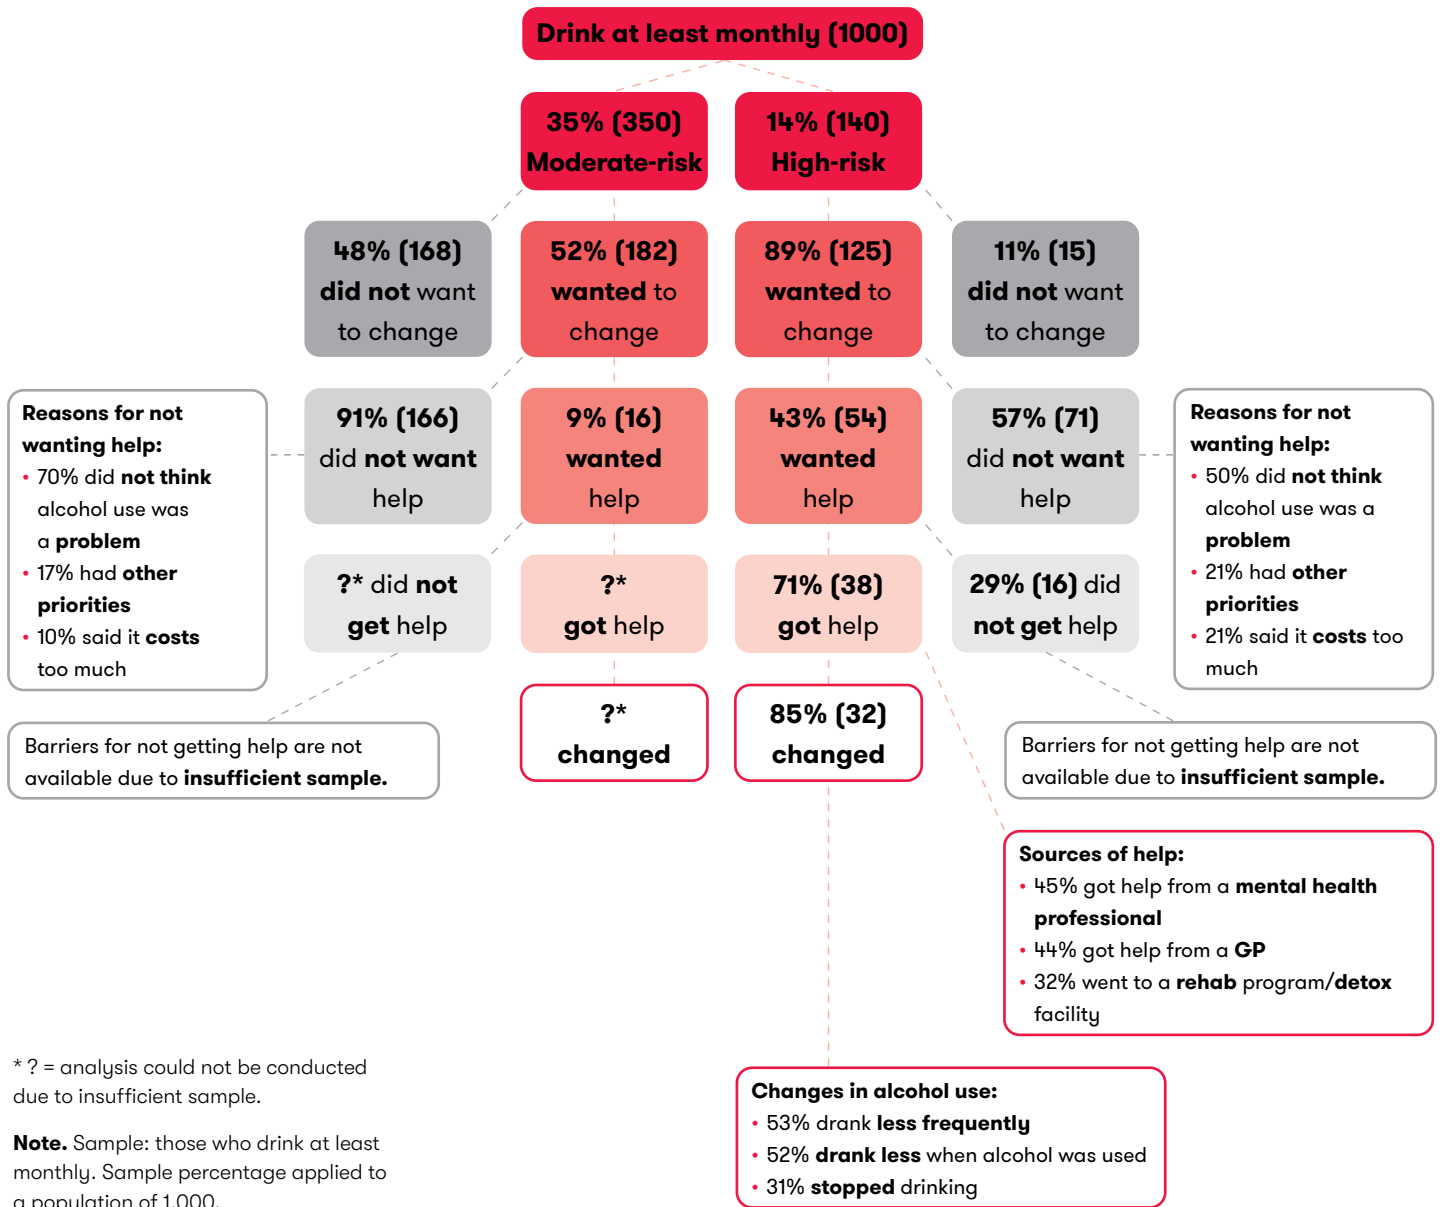 Drink at least monthly (1000)
35% (350)
Moderate-risk
14% (140)
High-risk
48% (168)
did not want
to change
52% (182)
wanted to
change
89% (125)
wanted to
change
11% (15)
did not want
to change
Reasons for not
wanting help:
• 70% did not think
alcohol use was
a problem
• 17% had other
priorities
• 10% said it costs
too much
91% (166)
did not want
help
9% (16)
wanted
help
43% (54)
wanted
help
57% (71)
did not want
help
Reasons for not
wanting help:
• 50% did not think
alcohol use was a
problem
• 21% had other
priorities
• 21% said it costs too
much
?* did not
get help
?*
got help
71% (38)
got help
29% (16) did
not get help
Barriers for not getting help are not
available due to insufficient sample.
?*
changed
85% (32)
changed
Barriers for not getting help are not
available due to insufficient sample.
Sources of help:
• 45% got help from a mental health
professional
• 44% got help from a GP
• 32% went to a rehab program/detox
facility
Changes in alcohol use:
• 53% drank less frequently
• 52% drank less when alcohol was used
• 31% stopped drinking
* ? = analysis could not be conducted
due to insufficient sample.
Note. Sample: those who drink at least
monthly. Sample percentage applied to
a population of 1,000.